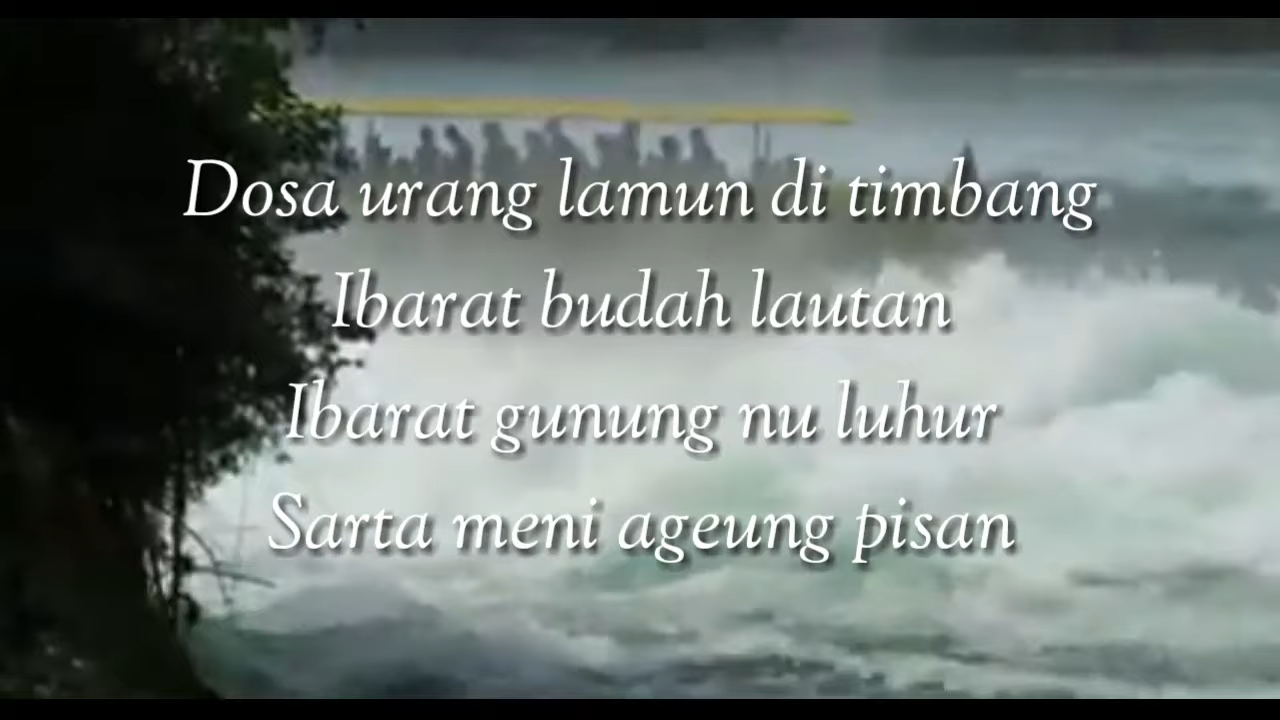 Dosa urang lamun di timbang
Ibarat budah lautan
Ibarat gunung nu luhur
Sarta meni ageung pisan